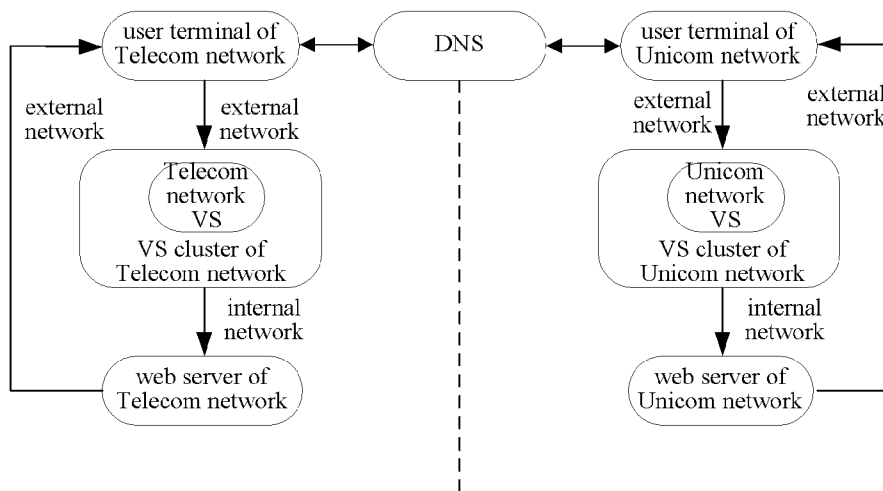 user terminal of
Telecom network
DNS
user terminal of
Unicom network
external
network
external
network
external
network
external
network
Telecom
network
VS
VS cluster of
Telecom network
Unicom
network
VS
VS cluster of
Unicom network
internal
network
internal
network
web server of
Telecom network
web server of
Unicom network